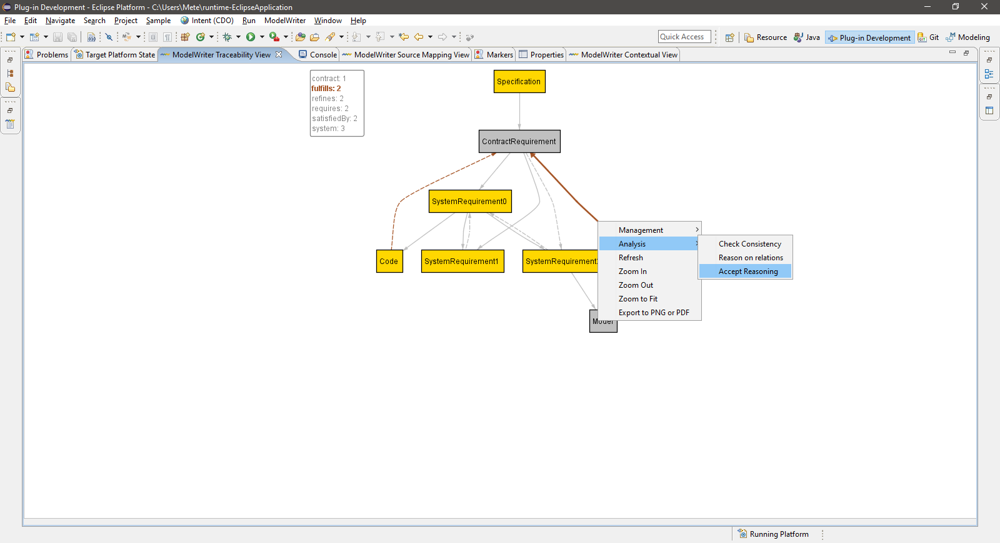 Plug-in Development - Eclipse Platform - C:\Users\Mete\runtime-EclipseApplication
File Edit Navigate Search Project Sample Intent (CDO) Run ModelWriter Window Help
Quick Access Resource Java Plug-in Development Git Modeling
Problems Target Platform State ModelWriter Traceability View Console ModelWriter Source Mapping View Markers Properties ModelWriter Contextual View
contract: 1
fulfills: 2
refines: 2
requires: 2
satisfiedBy: 2
system: 3
Specification
ContractRequirement
SystemRequirement0
Code
SystemRequirement1
SystemRequirement
Model
Management
Analysis
Refresh
Zoom In
Zoom Out
Zoom to Fit
Export to PNG or PDF
Check Consistency
Reason on relations
Accept Reasoning
Running Platform